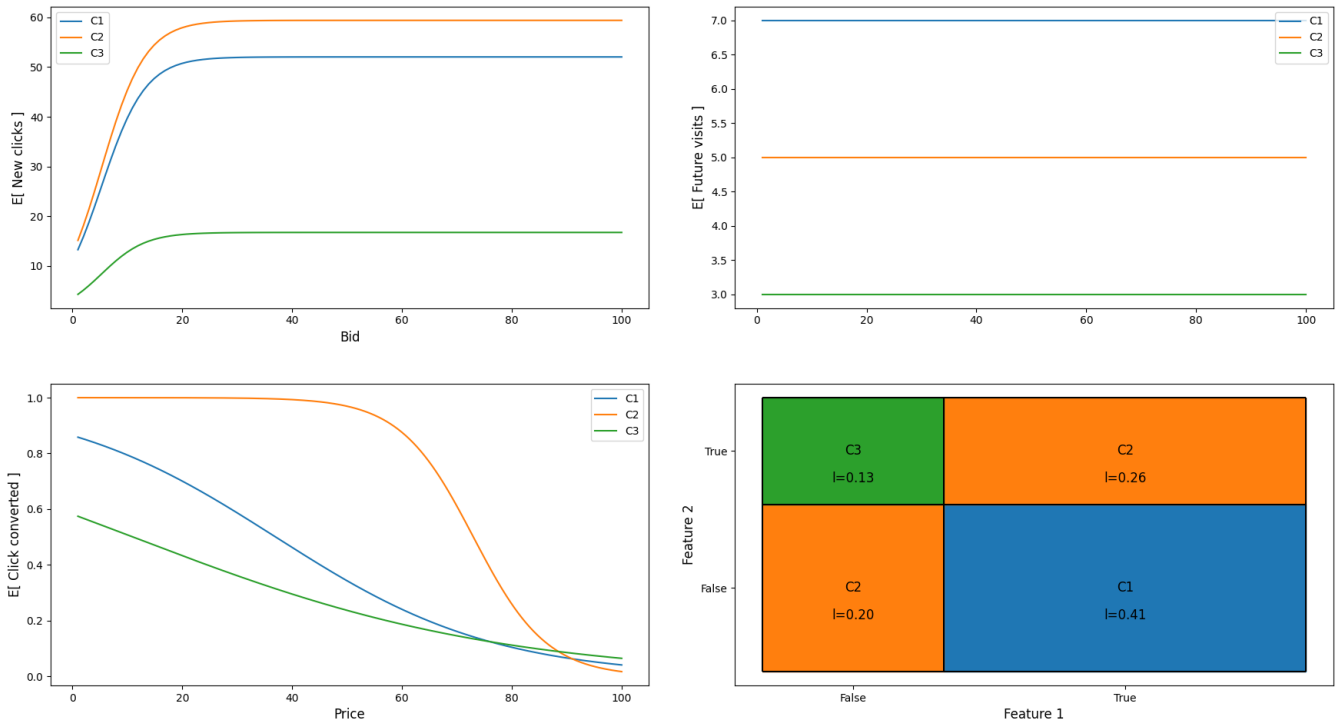 60
50
40
30
20
10
E[ New clicks ]
C1
C2
C3
0
20
40
60
80
100
Bid
7.0
6.5
6.0
5.5
5.0
4.5
4.0
3.5
3.0
E[ Future visits ]
C1
C2
C3
0
20
40
60
80
100
1.0
0.8
0.6
0.4
0.2
0.0
E[ Click converted ]
C1
C2
C3
0
20
40
60
80
100
Price
True
False
Feature 2
C3
l=0.13
C2
l=0.26
C2
l=0.20
C1
l=0.41
False
True
Feature 1